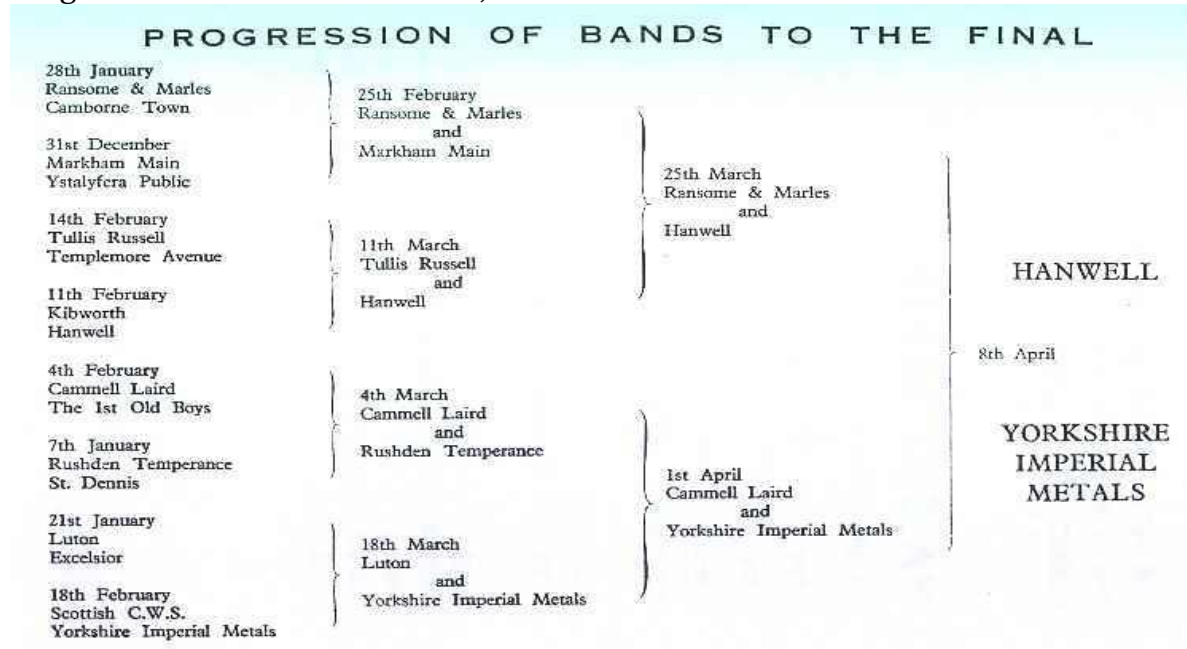 PROGRESSION OF BANDS TO THE FINAL
28th January
Ransome & Marles
Camborne Town
31st December
Markham Main
Ystalyfera Public
14th February
Tullis Russell
Templemore Avenue
11th February
Kibworth
Hanwell
4th February
Cammell Laird
The 1st Old Boys
7th January
Rushden Temperance
St. Dennis
21st January
Luton
Excelsior
18th February
Scottish C.W.S.
Yorkshire Imperial Metals
25th February
Ransome & Marles
and
Markham Main
11th March
Tullis Russell
and
Hanwell
4th March
Cammell Laird
and
Rushden Temperance
18th March
Luton
and
Yorkshire Imperial Metals
25th March
Ransome & Marles
and
Hanwell
1st April
Cammell Laird
and
Yorkshire Imperial Metals
8th April
HANWELL
YORKSHIRE
IMPERIAL
METALS